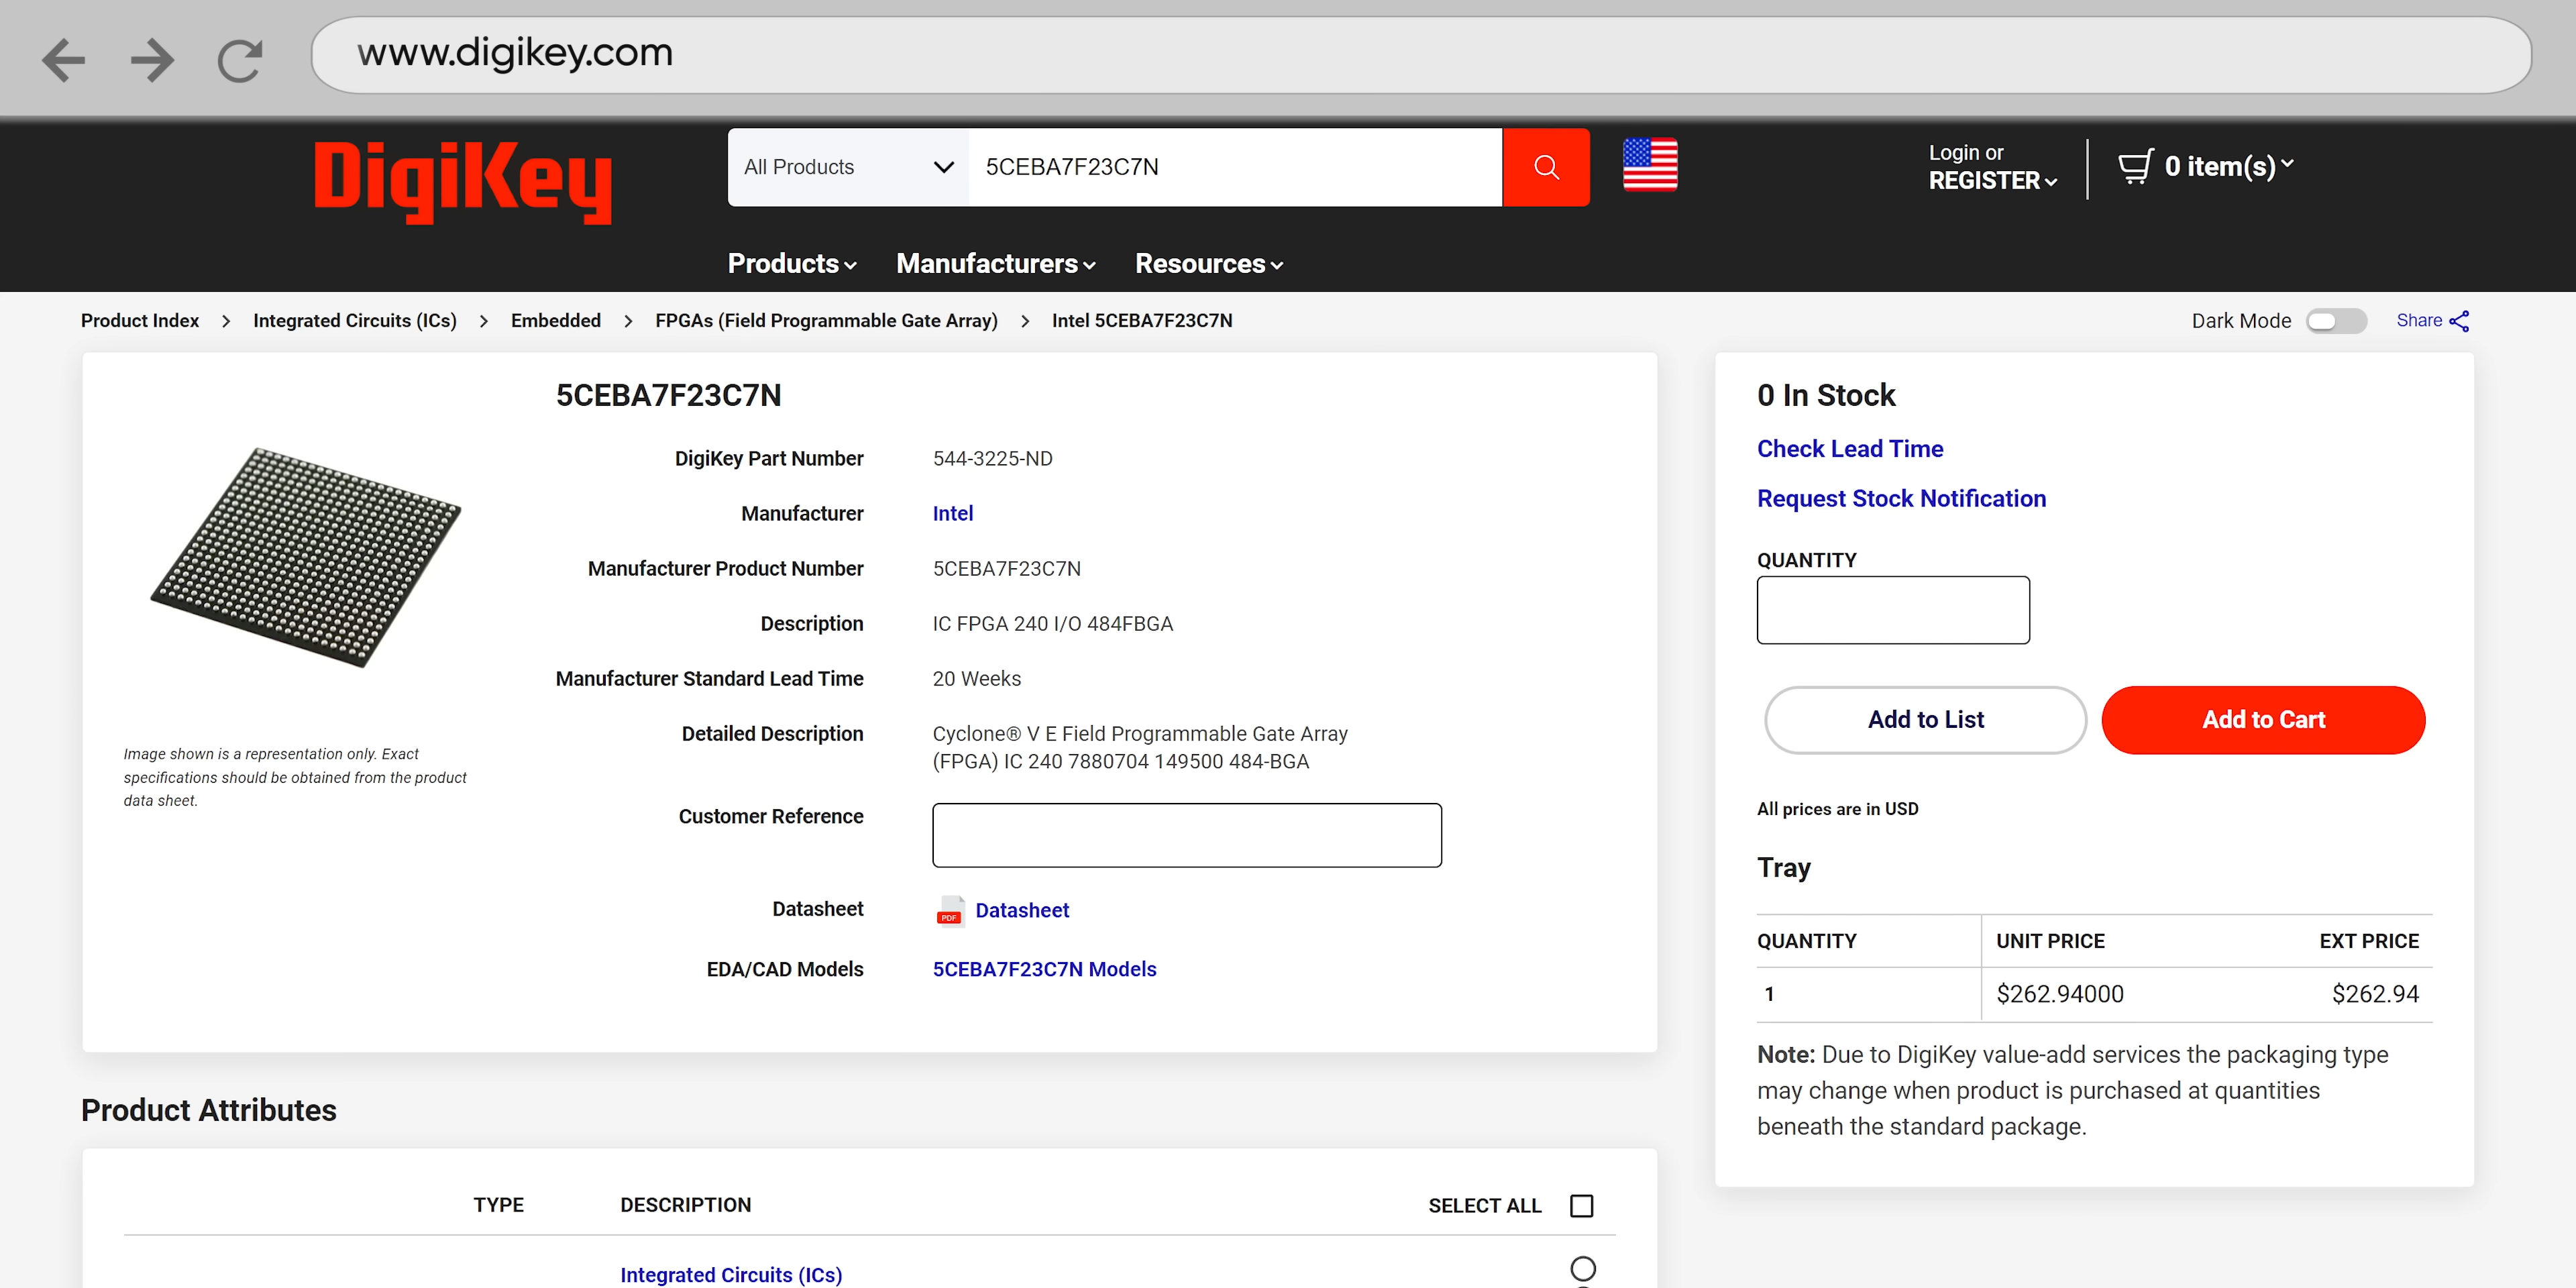 www.digikey.com
DigiKey
All Products
5CEBA7F23C7N
Login or
REGISTER
0 item(s)
Products
Manufacturers
Resources
Product Index > Integrated Circuits (ICs) > Embedded > FPGAs (Field Programmable Gate Array) > Intel 5CEBA7F23C7N
Dark Mode
Share
5CEBA7F23C7N
DigiKey Part Number 544-3225-ND
Manufacturer Intel
Manufacturer Product Number 5CEBA7F23C7N
Description IC FPGA 240 I/O 484FBGA
Manufacturer Standard Lead Time 20 Weeks
Detailed Description Cyclone® V E Field Programmable Gate Array
(FPGA) IC 240 7880704 149500 484-BGA
Customer Reference
Datasheet PDF Datasheet
EDA/CAD Models 5CEBA7F23C7N Models
Image shown is a representation only. Exact
specifications should be obtained from the product
data sheet.
0 In Stock
Check Lead Time
Request Stock Notification
QUANTITY
Add to List
Add to Cart
All prices are in USD
Tray
QUANTITY UNIT PRICE EXT PRICE
1 $262.94000 $262.94
Note: Due to DigiKey value-add services the packaging type
may change when product is purchased at quantities
beneath the standard package.
Product Attributes
TYPE DESCRIPTION SELECT ALL
Integrated Circuits (ICs)